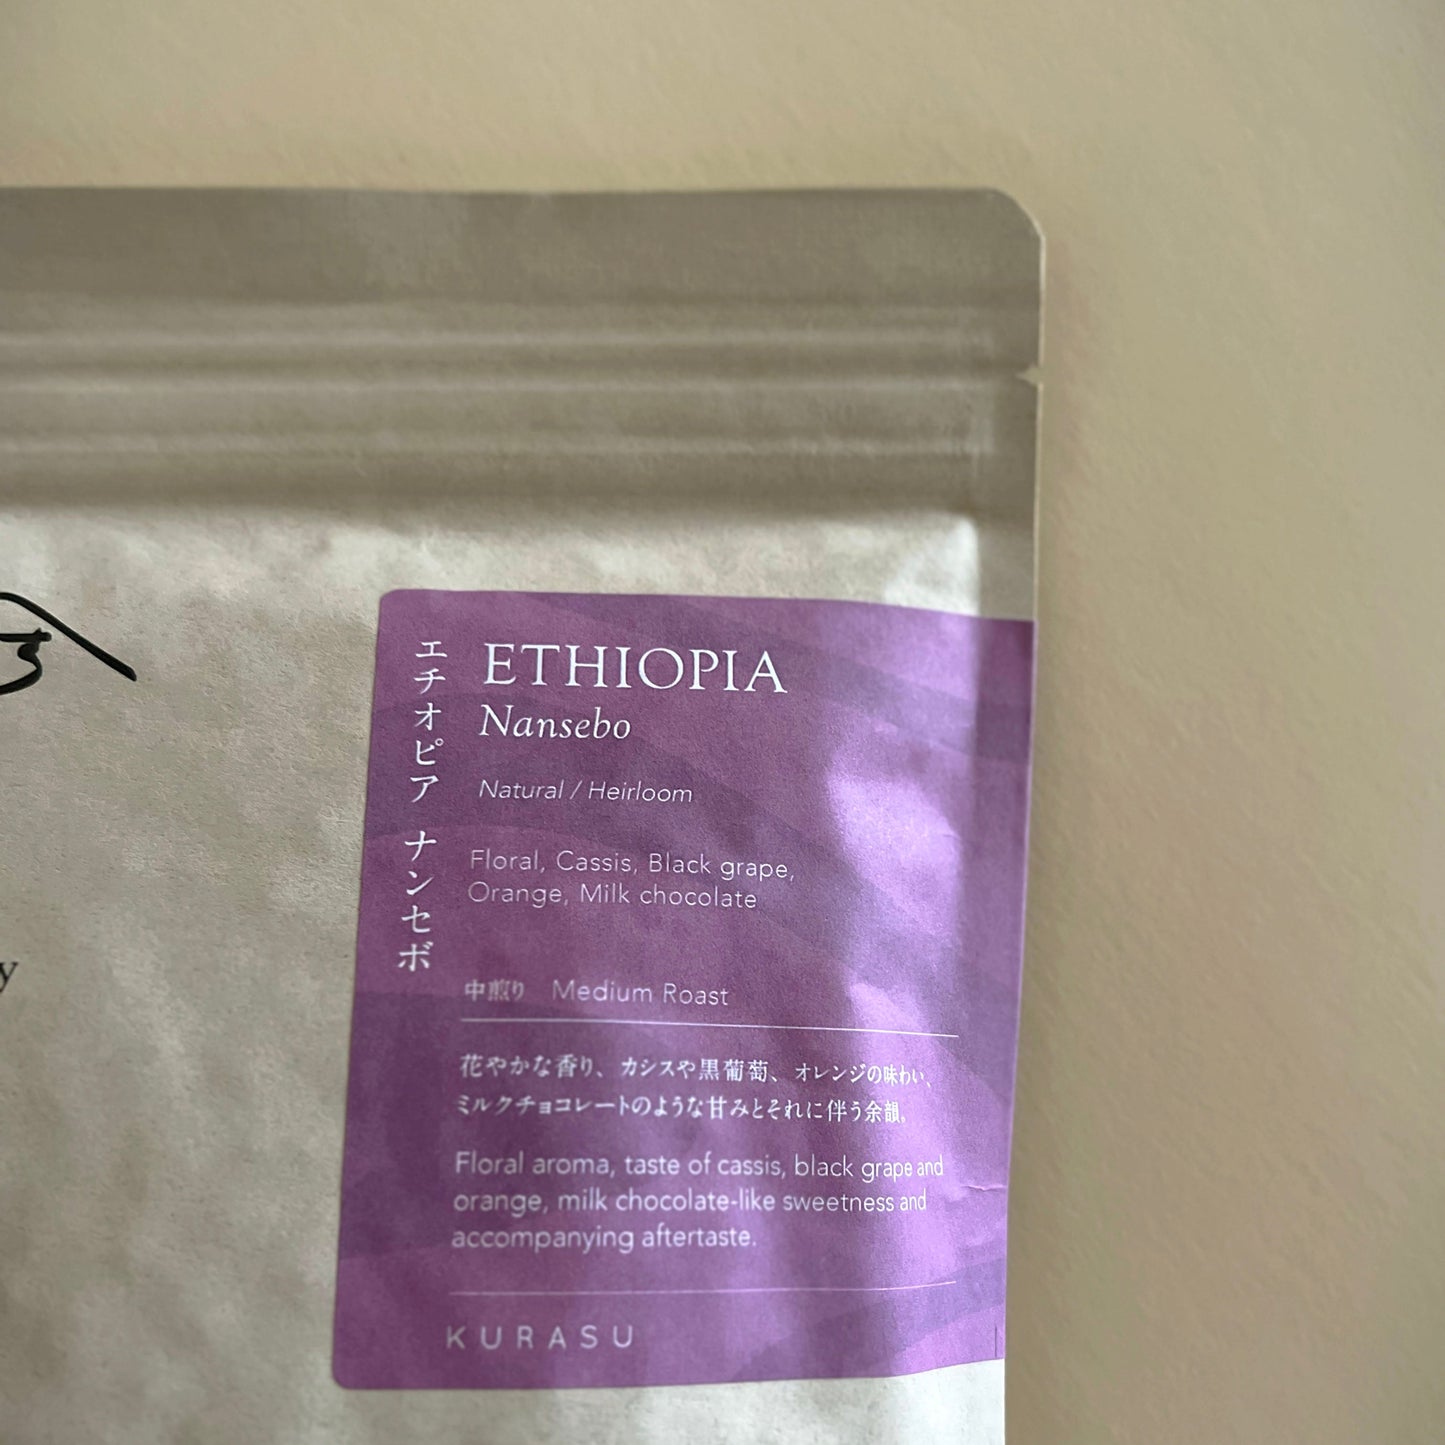 エチオピア ナンセボ
ETHIOPIA
Nansebo
Natural / Heirloom
Floral, Cassis, Black grape,
Orange, Milk chocolate
中煎り Medium Roast
花やかな香り、カシスや黒葡萄、オレンジの味わい、
ミルクチョコレートのような甘みとそれに伴う余韻。
Floral aroma, taste of cassis, black grape and
orange, milk chocolate-like sweetness and
accompanying aftertaste.
KURASU